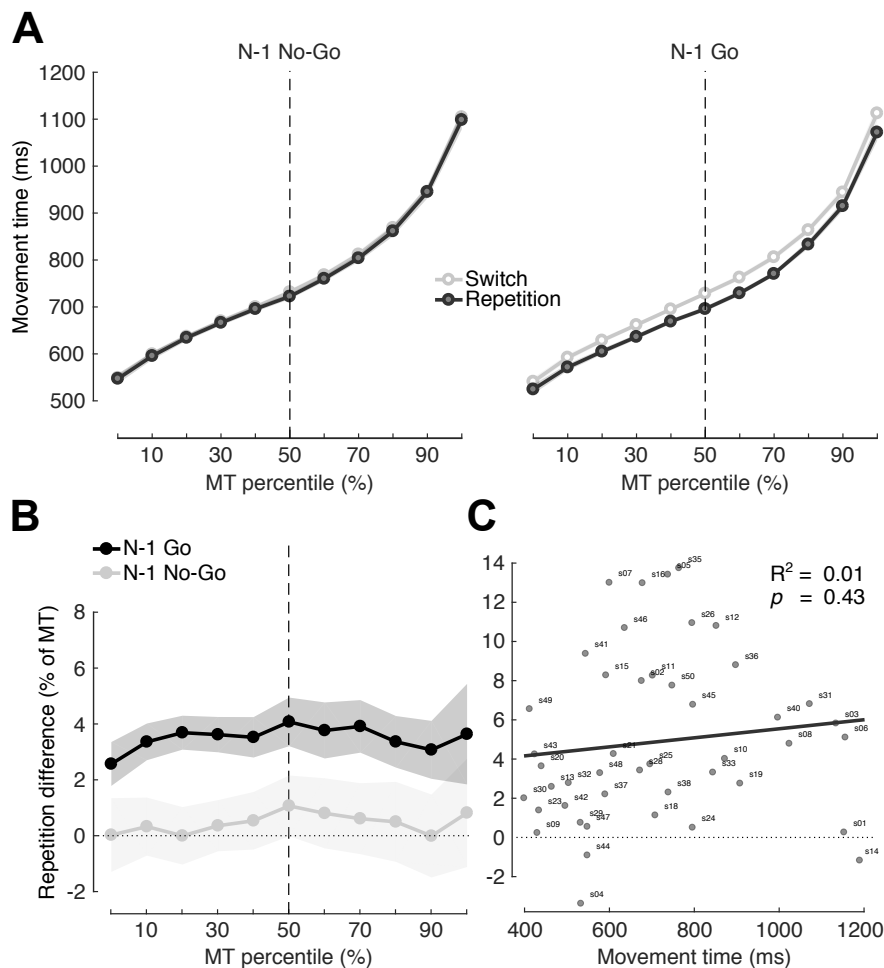 A
N-1 No-Go
N-1 Go
1200
1100
1000
900
800
700
600
500
Movement time (ms)
Switch
Repetition
10 30 50 70 90
10 30 50 70 90
MT percentile (%)
MT percentile (%)
B
N-1 Go
N-1 No-Go
8
6
4
2
0
-2
Repetition difference (% of MT)
10 30 50 70 90
MT percentile (%)
C
R2 = 0.01
p = 0.43
14
12
10
8
6
4
2
0
-2
s35
s07 s16 s05
s46 s26 s12
s41
s15 s02 s11 s36
s50
s49 s45 s40 s31
s03
s43 s21 s08 s06
s20 s28 s25 s10
s30 s13 s32 s48 s33 s19
s23 s42 s37 s38
s09 s29 s47 s18 s24 s01
s44 s14
s04
400 600 800 1000 1200
Movement time (ms)